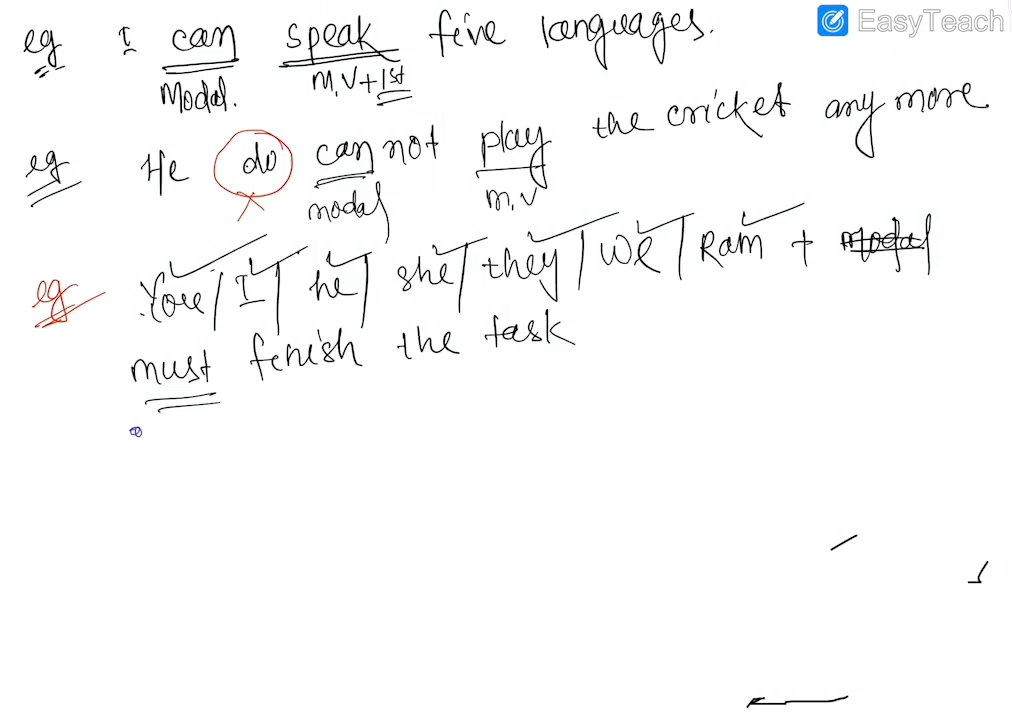 EasyTeach
eg I can speak five languages.
Modal. M.V+1st
eg He do can not play the cricket any more
modal m.v
eg You/I/he/she/they/We/Ram + modal
must finish the task